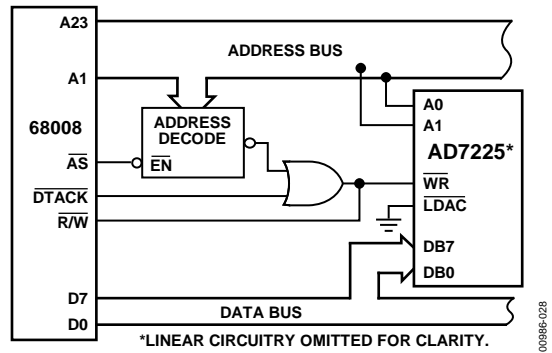 A23
ADDRESS BUS
A1
A0
A1
68008
ADDRESS
DECODE
AD7225*
AS
EN
WR
DTACK
LDAC
R/W
DB7
DB0
D7
DATA BUS
D0
*LINEAR CIRCUITRY OMITTED FOR CLARITY.
00986-028